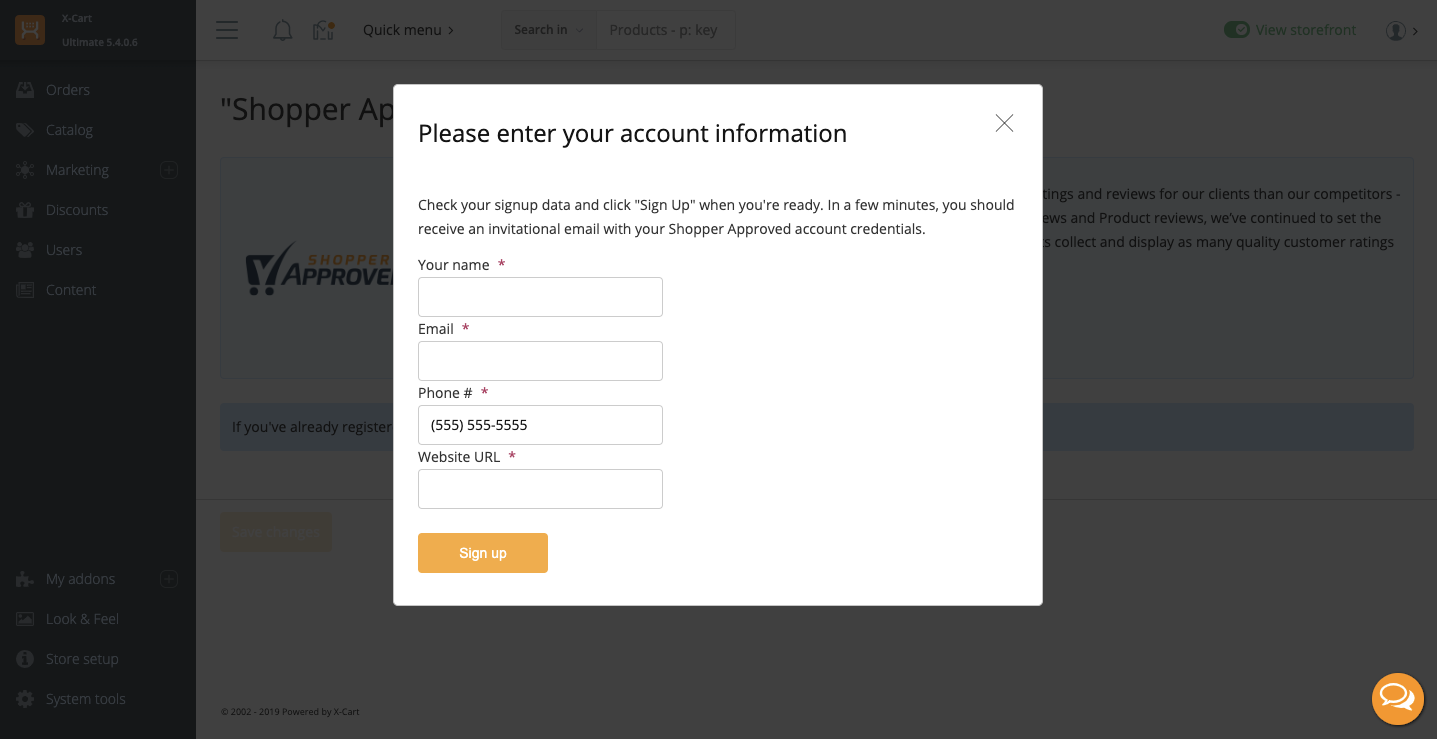 X-Cart
Ultimate 5.4.0.6
Quick menu
Search in
Products - p: key
View storefront
Orders
Catalog
Marketing
Discounts
Users
Content
My addons
Look & Feel
Store setup
System tools
"Shopper Ap
SHOPPER
APPROVE
tings and reviews for our clients than our competitors -
ews and Product reviews, we've continued to set the
s collect and display as many quality customer ratings
If you've already register
Save changes
Please enter your account information
Check your signup data and click "Sign Up" when you're ready. In a few minutes, you should
receive an invitational email with your Shopper Approved account credentials.
Your name *
Email *
Phone # *
(555) 555-5555
Website URL *
Sign up
© 2002 - 2019 Powered by X-Cart